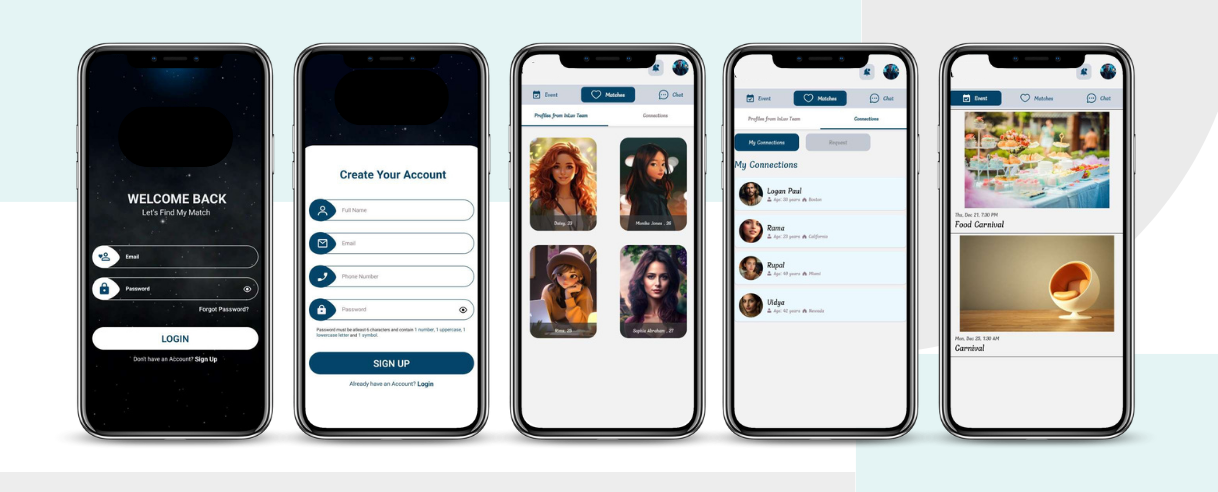 WELCOME BACK
Let's Find My Match
Email
Password
Forgot Password?
LOGIN
Don't have an Account? Sign Up
Create Your Account
Full Name
Email
Phone Number
Password
Password must be atleast 6 characters and contain 1 number, 1 uppercase, 1
lowercase letter and 1 symbol.
SIGN UP
Already have an Account? Login
Event
Matches
Chat
Profiles from InLuv Team
Connections
Daisy, 23
Monika Jones , 26
Riya, 25
Sophia Abraham , 27
Event
Matches
Chat
Profiles from InLuv Team
Connections
My Connections
Request
My Connections
Logan Paul
Age: 28 years Boston
Rama
Age: 25 years California
Rupal
Age: years Miami
Vidya
Age: 42 years Nevada
Event
Matches
Chat
Thu, Dec 21, 7:30 PM
Food Carnival
Mon, Dec 25, 1:30 AM
Carnival